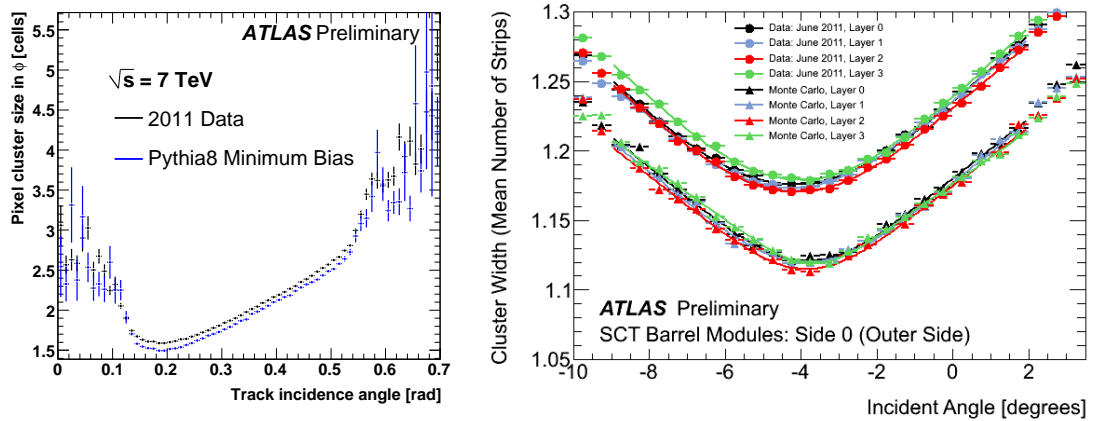 Pixel cluster size in ϕ [cells]
5.5
5
4.5
4
3.5
3
2.5
2
1.5
ATLAS Preliminary
√s = 7 TeV
2011 Data
Pythia8 Minimum Bias
0 0.1 0.2 0.3 0.4 0.5 0.6 0.7
Track incidence angle [rad]
Cluster Width (Mean Number of Strips)
1.3
1.25
1.2
1.15
1.1
1.05
Data: June 2011, Layer 0
Data: June 2011, Layer 1
Data: June 2011, Layer 2
Data: June 2011, Layer 3
Monte Carlo, Layer 0
Monte Carlo, Layer 1
Monte Carlo, Layer 2
Monte Carlo, Layer 3
ATLAS Preliminary
SCT Barrel Modules: Side 0 (Outer Side)
-10 -8 -6 -4 -2 0 2
Incident Angle [degrees]